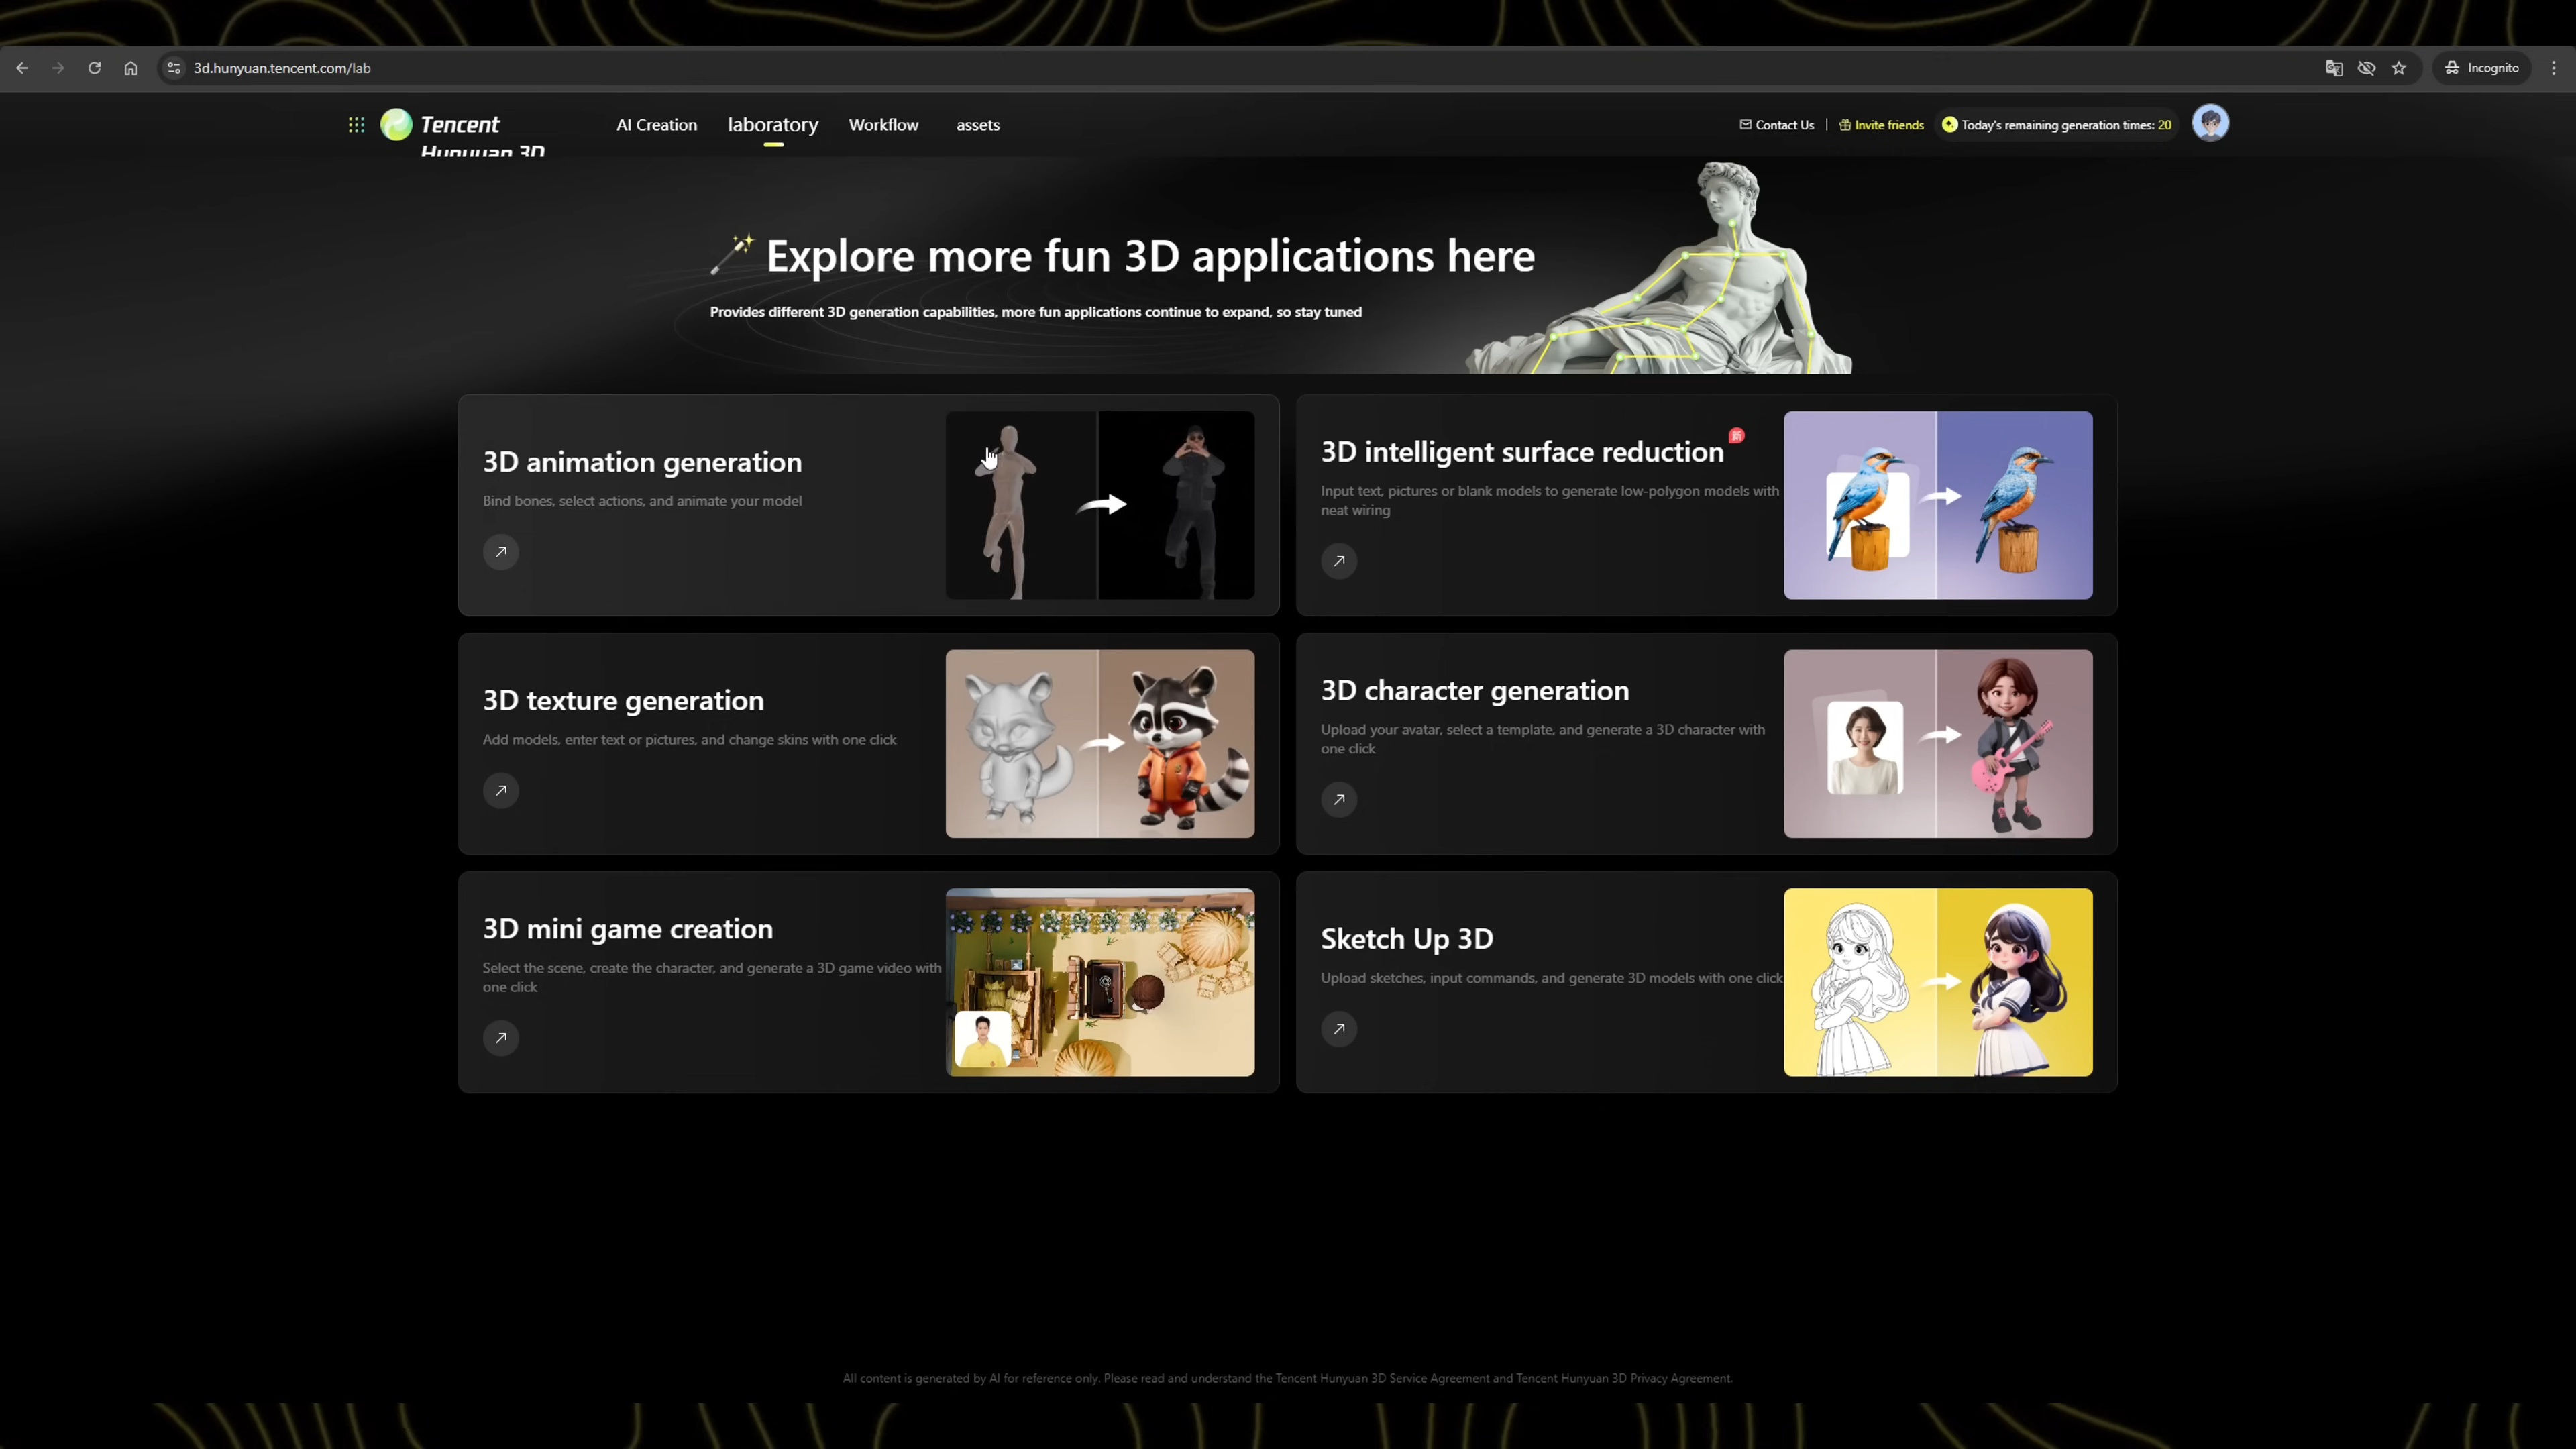 3d.hunyuan.tencent.com/lab
Incognito
Tencent
Hunyuan 3D
AI Creation
laboratory
Workflow
assets
Contact Us
Invite friends
Today's remaining generation times: 20
Explore more fun 3D applications here
Provides different 3D generation capabilities, more fun applications continue to expand, so stay tuned
3D animation generation
Bind bones, select actions, and animate your model
3D intelligent surface reduction
新
Input text, pictures or blank models to generate low-polygon models with
neat wiring
3D texture generation
Add models, enter text or pictures, and change skins with one click
3D character generation
Upload your avatar, select a template, and generate a 3D character with
one click
3D mini game creation
Select the scene, create the character, and generate a 3D game video with
one click
Sketch Up 3D
Upload sketches, input commands, and generate 3D models with one click
All content is generated by AI for reference only. Please read and understand the Tencent Hunyuan 3D Service Agreement and Tencent Hunyuan 3D Privacy Agreement.